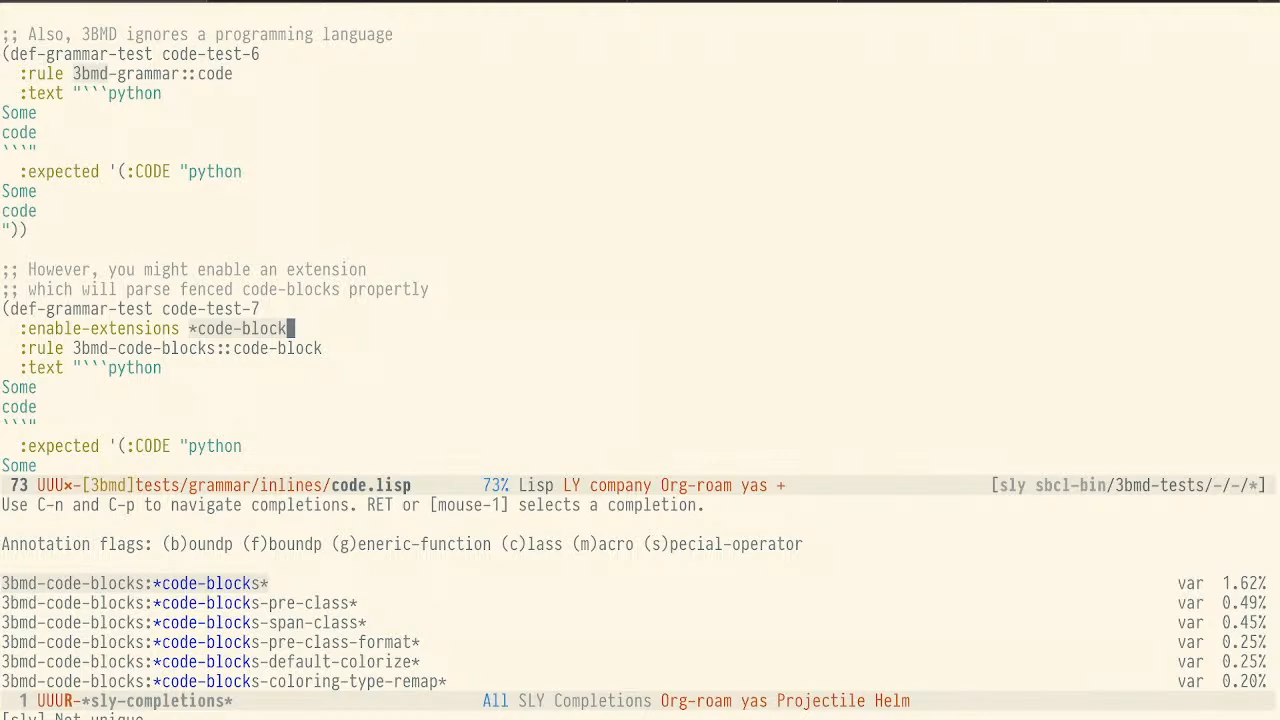 ;; Also, 3BMD ignores a programming language
(def-grammar-test code-test-6
  :rule 3bmd-grammar::code
  :text "```python
Some
code
```"
  :expected '(:CODE "python
Some
code
"))

;; However, you might enable an extension
;; which will parse fenced code-blocks propertly
(def-grammar-test code-test-7
  :enable-extensions *code-block
  :rule 3bmd-code-blocks::code-block
  :text "```python
Some
code
```"
  :expected '(:CODE "python
Some
73 UUU×-[3bmd]tests/grammar/inlines/code.lisp 73% Lisp LY company Org-roam yas + [sly sbcl-bin/3bmd-tests/-/-/*]
Use C-n and C-p to navigate completions. RET or [mouse-1] selects a completion.

Annotation flags: (b)oundp (f)boundp (g)eneric-function (c)lass (m)acro (s)pecial-operator

3bmd-code-blocks:*code-blocks* var 1.62%
3bmd-code-blocks:*code-blocks-pre-class* var 0.49%
3bmd-code-blocks:*code-blocks-span-class* var 0.45%
3bmd-code-blocks:*code-blocks-pre-class-format* var 0.25%
3bmd-code-blocks:*code-blocks-default-colorize* var 0.25%
3bmd-code-blocks:*code-blocks-coloring-type-remap* var 0.20%
1 UUUR-*sly-completions* All SLY Completions Org-roam yas Projectile Helm
[sly] Not unique